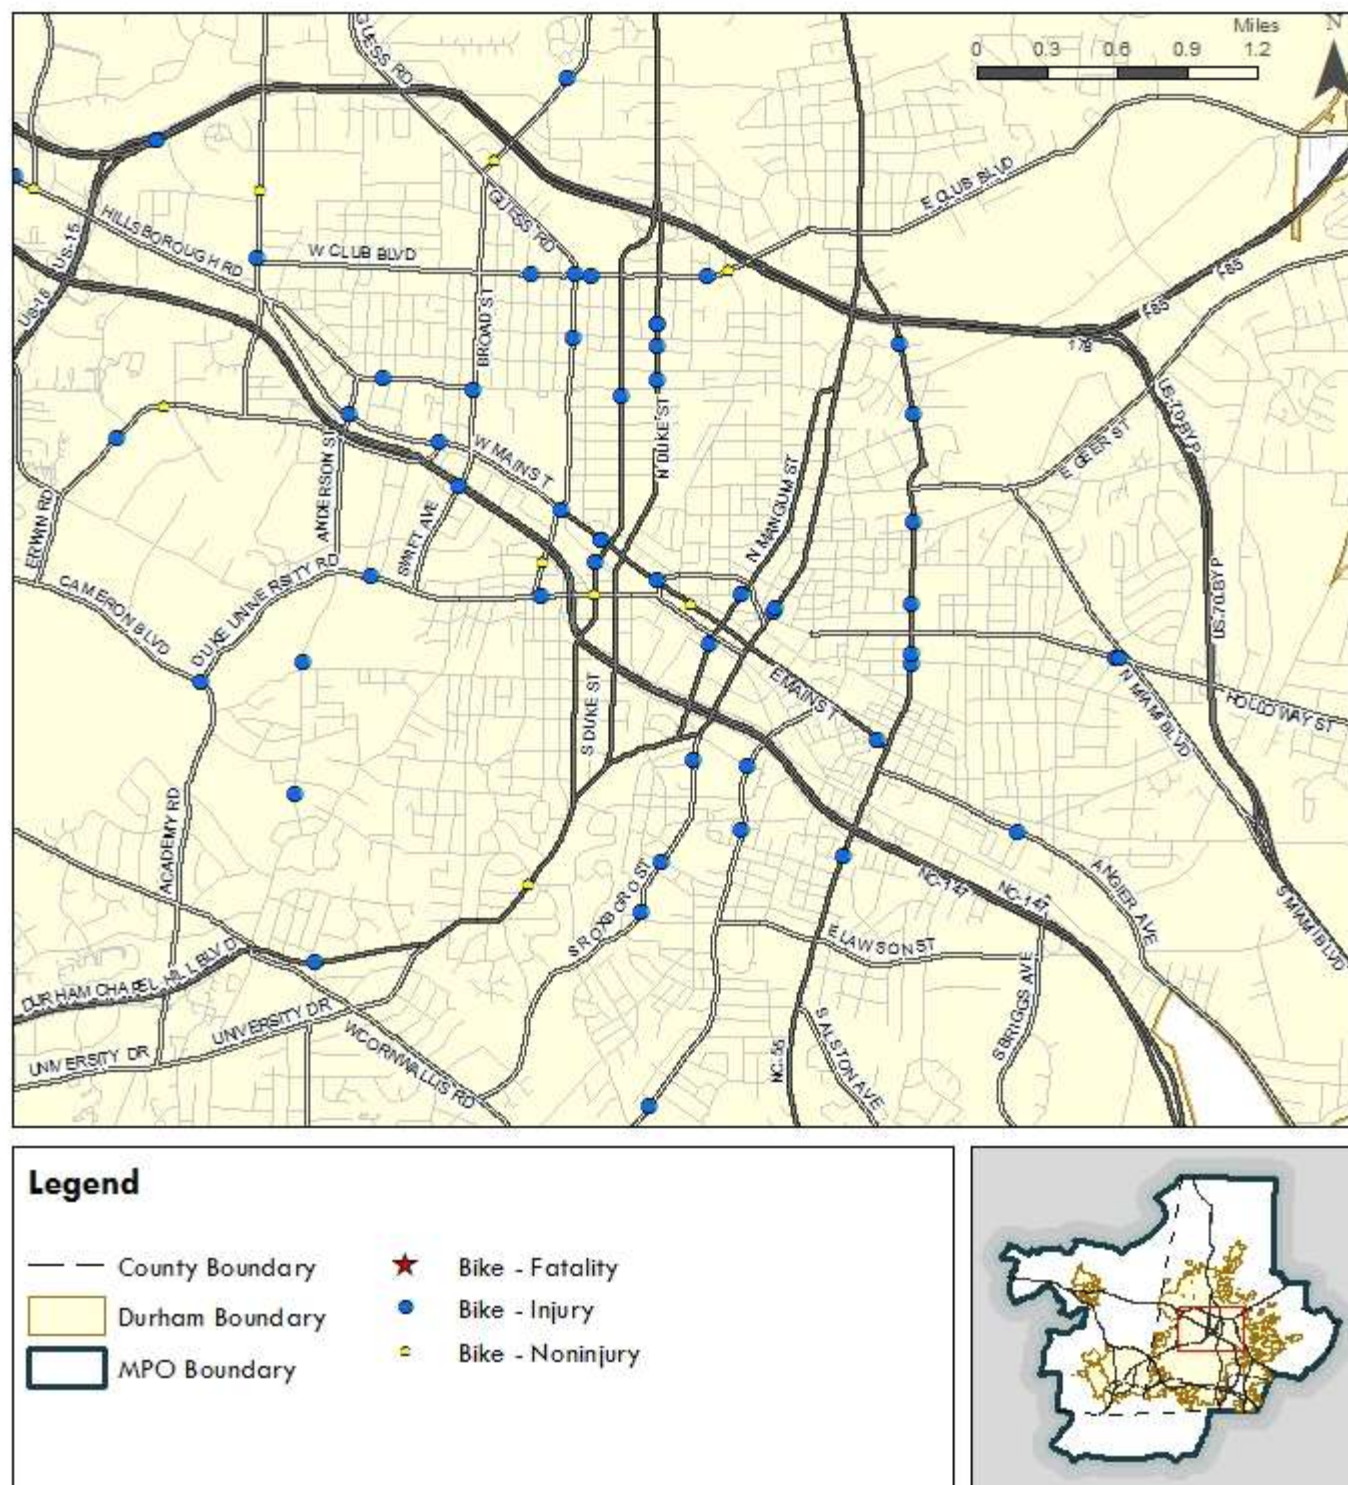 Miles
N
0 0.3 0.6 0.9 1.2
GUESS RD
E CLUB BLVD
HILLSBOROUGH RD
GUESS RD
W CLUB BLVD
US-15
US-15
I-85
I-85
BROAD ST
US-70 BYP
N DUKE ST
E GEER ST
W MAIN ST
ANDERSON ST
N MANGUM ST
ERWIN RD
SWIFT AVE
CAMERON BLVD
DUKE UNIVERSITY RD
US-70 BYP
E MAIN ST
N MIAMI BLVD
HOLLOWAY ST
S DUKE ST
ACADEMY RD
S ROXBORO ST
NC-147
NC-147
ANGIER AVE
S MIAMI BLVD
E LAWSON ST
DURHAM CHAPEL HILL BLVD
UNIVERSITY DR
UNIVERSITY DR
W CORNWALLIS RD
S BRIGGS AVE
NC-55
S ALSTON AVE
Legend
County Boundary
Durham Boundary
MPO Boundary
Bike - Fatality
Bike - Injury
Bike - Noninjury